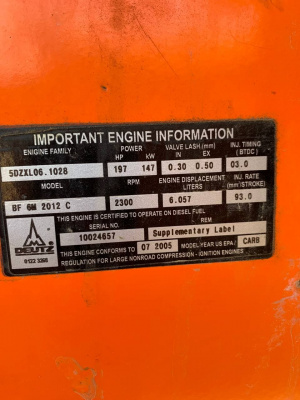 IMPORTANT ENGINE INFORMATION
ENIGINE FAMILY POWER HP kW VALVE LASH (mm) IN EX INJ. TIMING (BTDC)
5DZXL06.1028 197 147 0.30 0.50 03.0
MODEL RPM ENGINE DISPLACEMENT LITERS INJ. RATE (mm³/STROKE)
BF 6M 2012 C 2300 6.057 93.0
THIS ENGINE IS CERTIFIED TO OPERATE ON DIESEL FUEL
SERIAL NO. REM
10024657 Supplementary Label
DEUTZ
0122 3265
THIS ENGINE CONFORMS TO 07 2005 MODEL YEAR US EPA / CARB
REGULATION FOR LARGE NONROAD COMPRESSION - IGNITION ENGINES